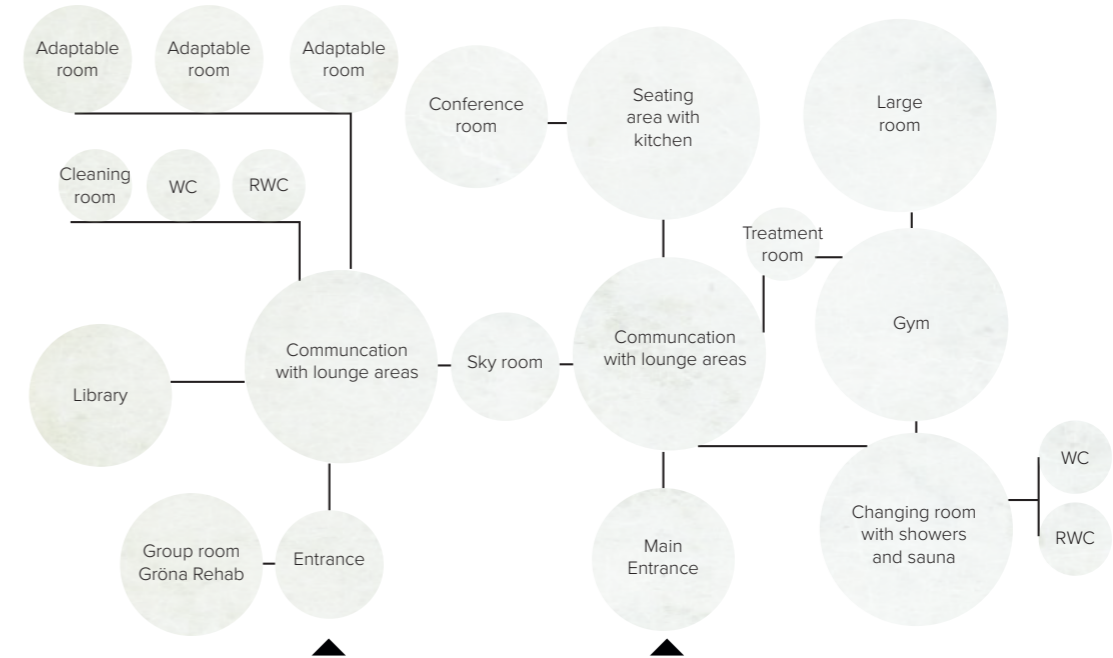 Adaptable
room
Adaptable
room
Adaptable
room
Conference
room
Seating
area with
kitchen
Large
room
Cleaning
room
WC
RWC
Treatment
room
Gym
Communcation
with lounge areas
Sky room
Communcation
with lounge areas
Library
Group room
Gröna Rehab
Entrance
Main
Entrance
Changing room
with showers
and sauna
WC
RWC